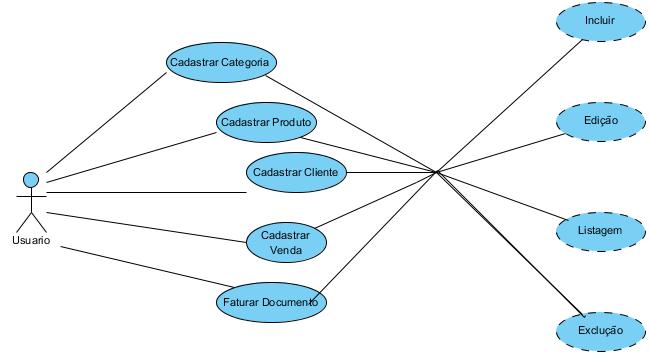 Incluir
Cadastrar Categoria
Cadastrar Produto
Edição
Cadastrar Cliente
Usuario
Cadastrar
Venda
Listagem
Faturar Documento
Exclução